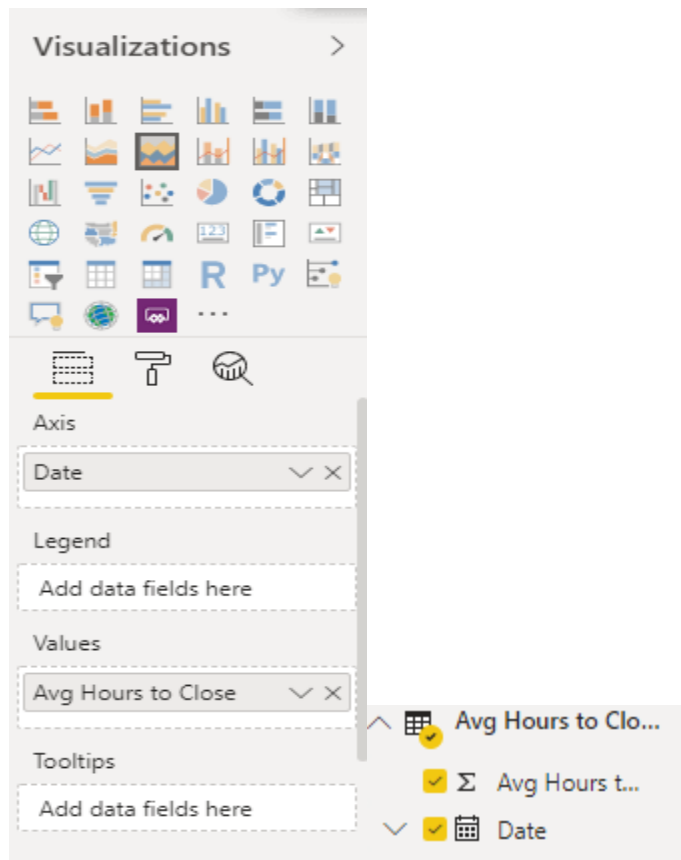 Visualizations
123
R Py
...
Axis
Date
Legend
Add data fields here
Values
Avg Hours to Close
Tooltips
Add data fields here
Avg Hours to Clo...
Σ Avg Hours t...
Date